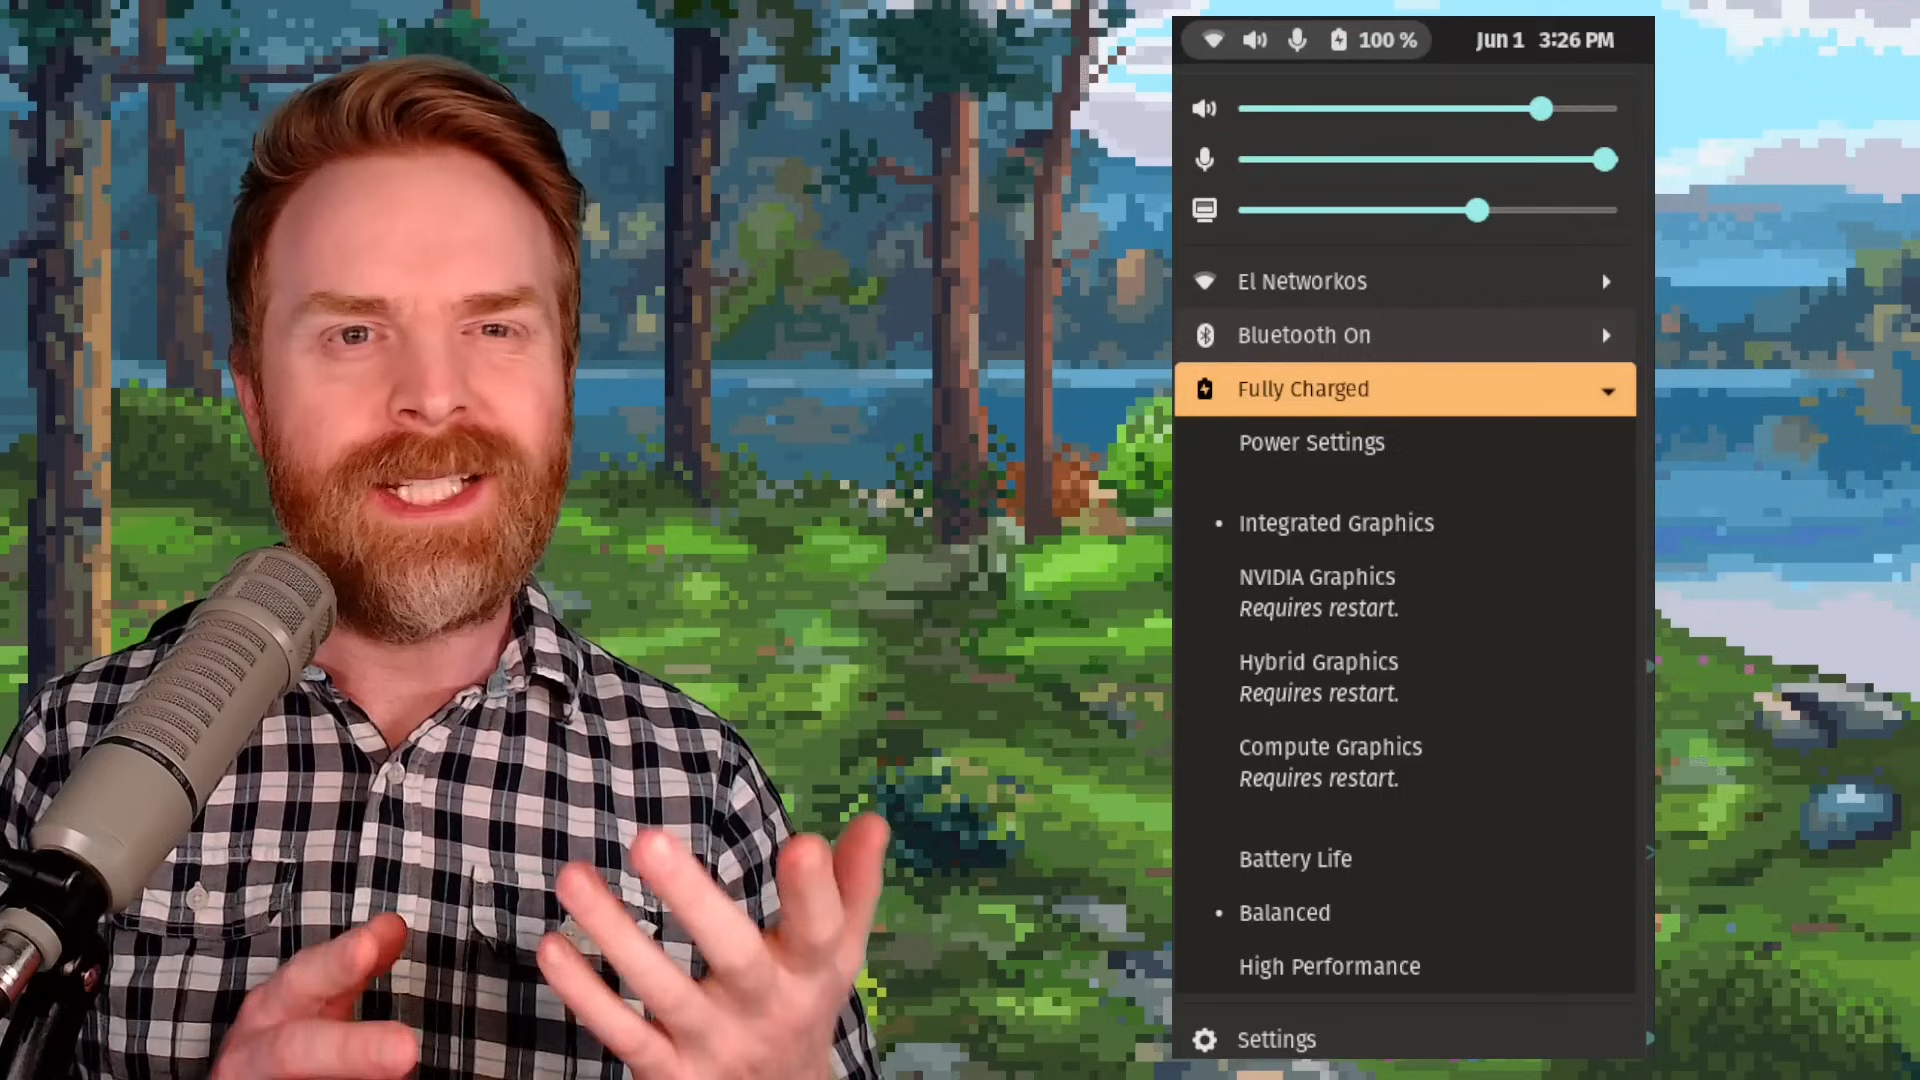 100 % Jun 1 3:26 PM
El Networkos
Bluetooth On
Fully Charged
Power Settings
• Integrated Graphics
NVIDIA Graphics
Requires restart.
Hybrid Graphics
Requires restart.
Compute Graphics
Requires restart.
Battery Life
• Balanced
High Performance
Settings